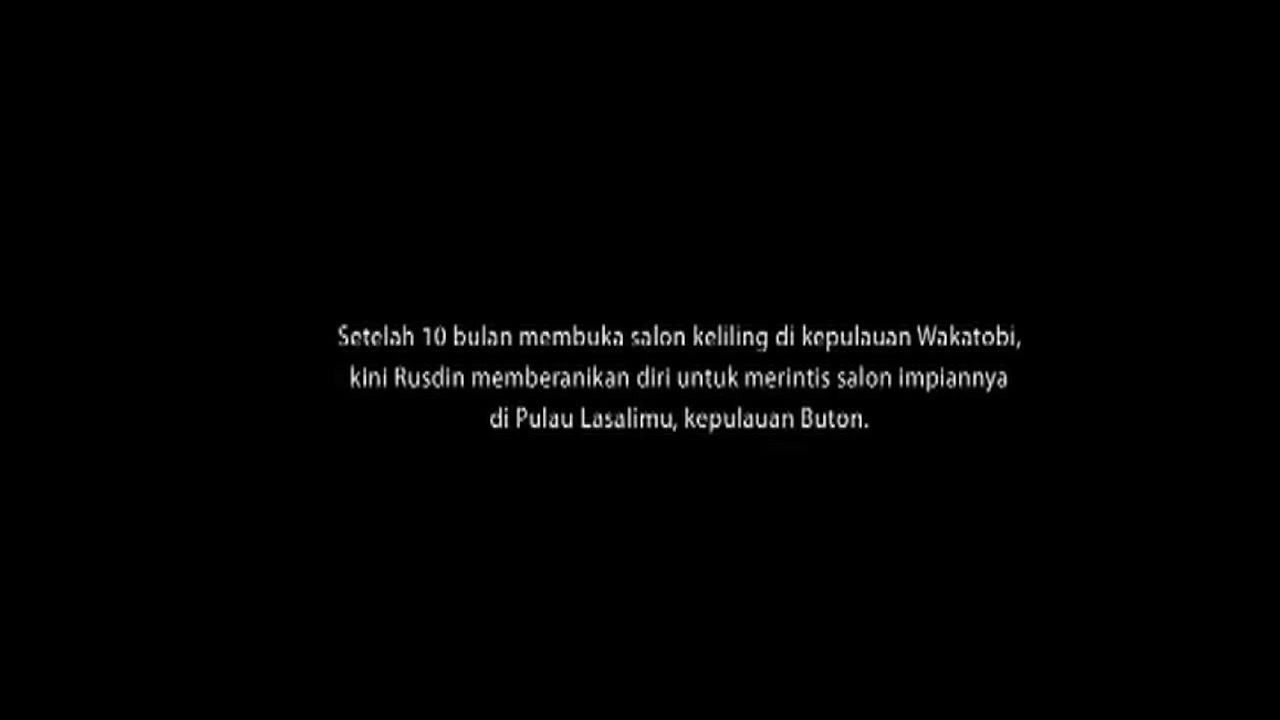 Setelah 10 bulan membuka salon keliling di kepulauan Wakatobi,
kini Rusdin memberanikan diri untuk merintis salon impiannya
di Pulau Lasalimu, kepulauan Buton.